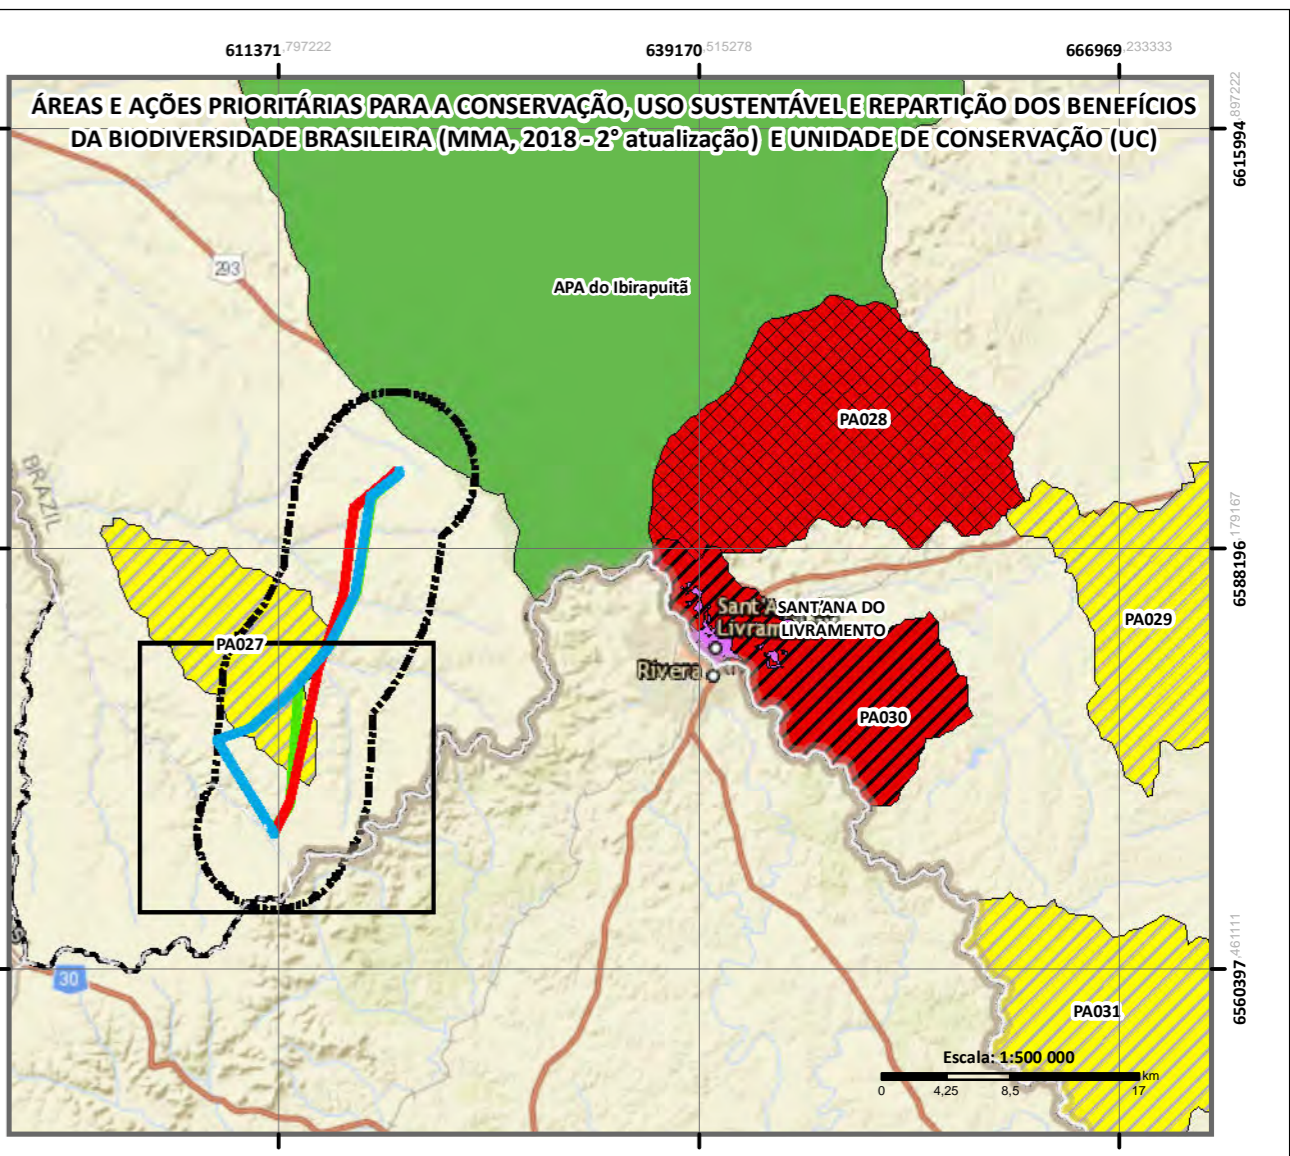 611371,797222
639170,515278
666969,233333
ÁREAS E AÇÕES PRIORITÁRIAS PARA A CONSERVAÇÃO, USO SUSTENTÁVEL E REPARTIÇÃO DOS BENEFÍCIOS
DA BIODIVERSIDADE BRASILEIRA (MMA, 2018 - 2° atualização) E UNIDADE DE CONSERVAÇÃO (UC)
6615994,897222
293
APA do Ibirapuitã
PA028
BRAZIL
6588196,179167
PA027
Sant'A
SANT'ANA DO
Livram
LIVRAMENTO
PA029
Rivera
PA030
6560397,461111
30
PA031
Escala: 1:500 000
km
0 4,25 8,5 17